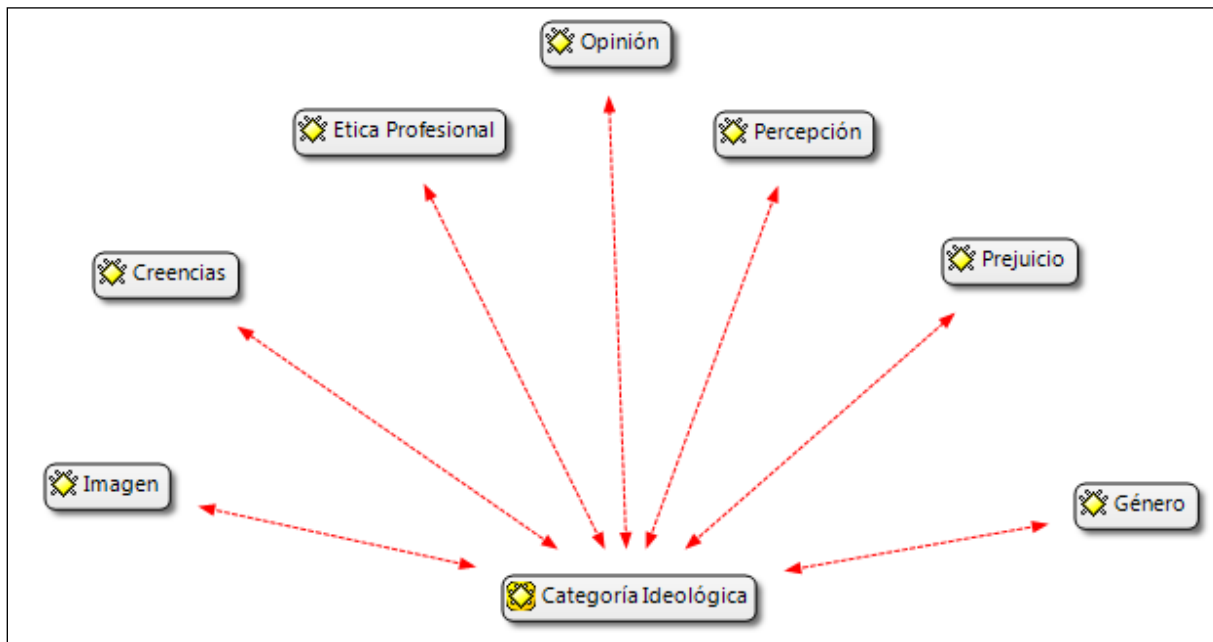 Opinión
Etica Profesional
Percepción
Prejuicio
Creencias
Imagen
Género
Categoría Ideológica